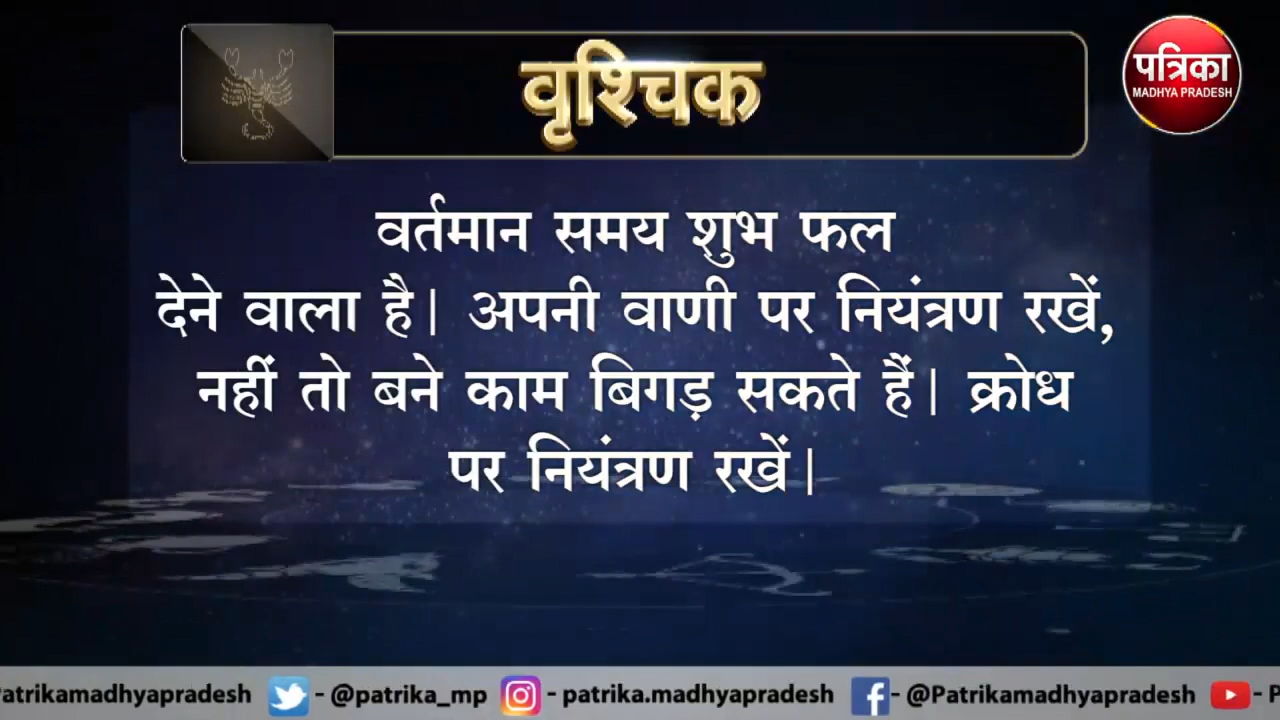 वृश्चिक
पत्रिका
MADHYA PRADESH
वर्तमान समय शुभ फल
देने वाला है| अपनी वाणी पर नियंत्रण रखें,
नहीं तो बने काम बिगड़ सकते हैं| क्रोध
पर नियंत्रण रखें|
atrikamadhyapradesh - @patrika_mp - patrika.madhyapradesh - @Patrikamadhyapradesh - P